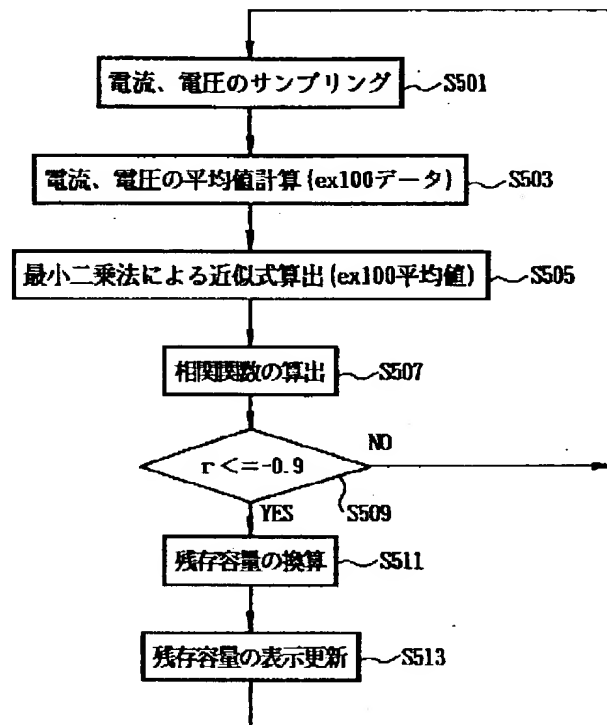 電流、電圧のサンプリング S501
電流、電圧の平均値計算(ex100データ) S503
最小二乗法による近似式算出(ex100平均値) S505
相関関数の算出 S507
NO
r<=-0.9
YES S509
残存容量の換算 S511
残存容量の表示更新 S513